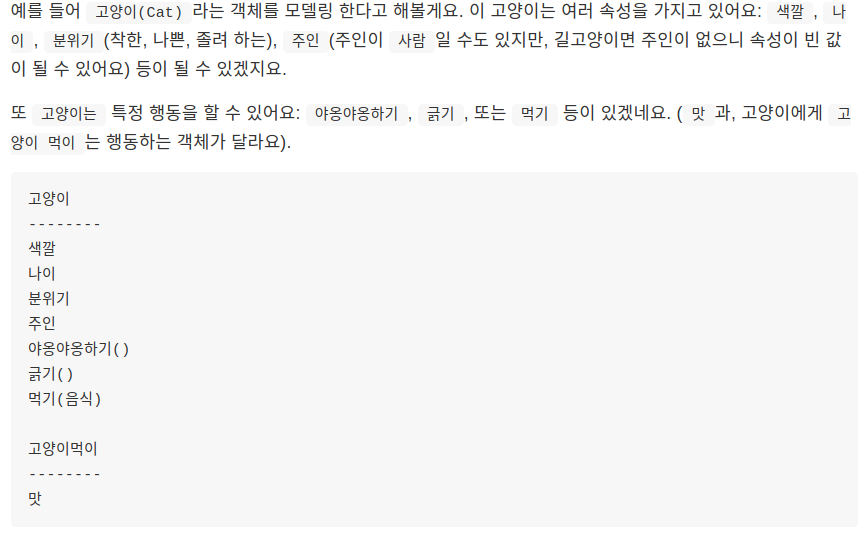 예를 들어 고양이(Cat) 라는 객체를 모델링 한다고 해볼게요. 이 고양이는 여러 속성을 가지고 있어요: 색깔 , 나
이 , 분위기 (착한, 나쁜, 졸려 하는), 주인 (주인이 사람 일 수도 있지만, 길고양이면 주인이 없으니 속성이 빈 값
이 될 수 있어요) 등이 될 수 있겠지요.
또 고양이는 특정 행동을 할 수 있어요: 야옹야옹하기 , 긁기 , 또는 먹기 등이 있겠네요. ( 맛 과, 고양이에게 고
양이 먹이 는 행동하는 객체가 달라요).
고양이
--------
색깔
나이
분위기
주인
야옹야옹하기()
긁기()
먹기(음식)
고양이먹이
--------
맛